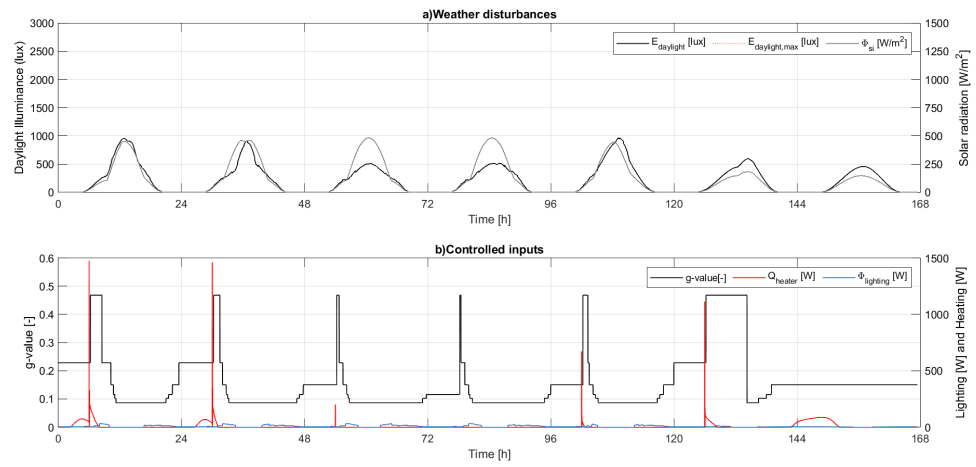 a)Weather disturbances
E_daylight [lux] E_daylight,max [lux] Φ_si [W/m²]
Daylight Illuminance (lux)
3000
2500
2000
1500
1000
500
0
Solar radiation [W/m²]
1500
1250
1000
750
500
250
0
0 24 48 72 96 120 144 168
Time [h]
b)Controlled inputs
g-value[-] Q_heater [W] Φ_lighting [W]
g-value [-]
0.6
0.5
0.4
0.3
0.2
0.1
0
Lighting [W] and Heating [W]
1500
1000
500
0
0 24 48 72 96 120 144 168
Time [h]